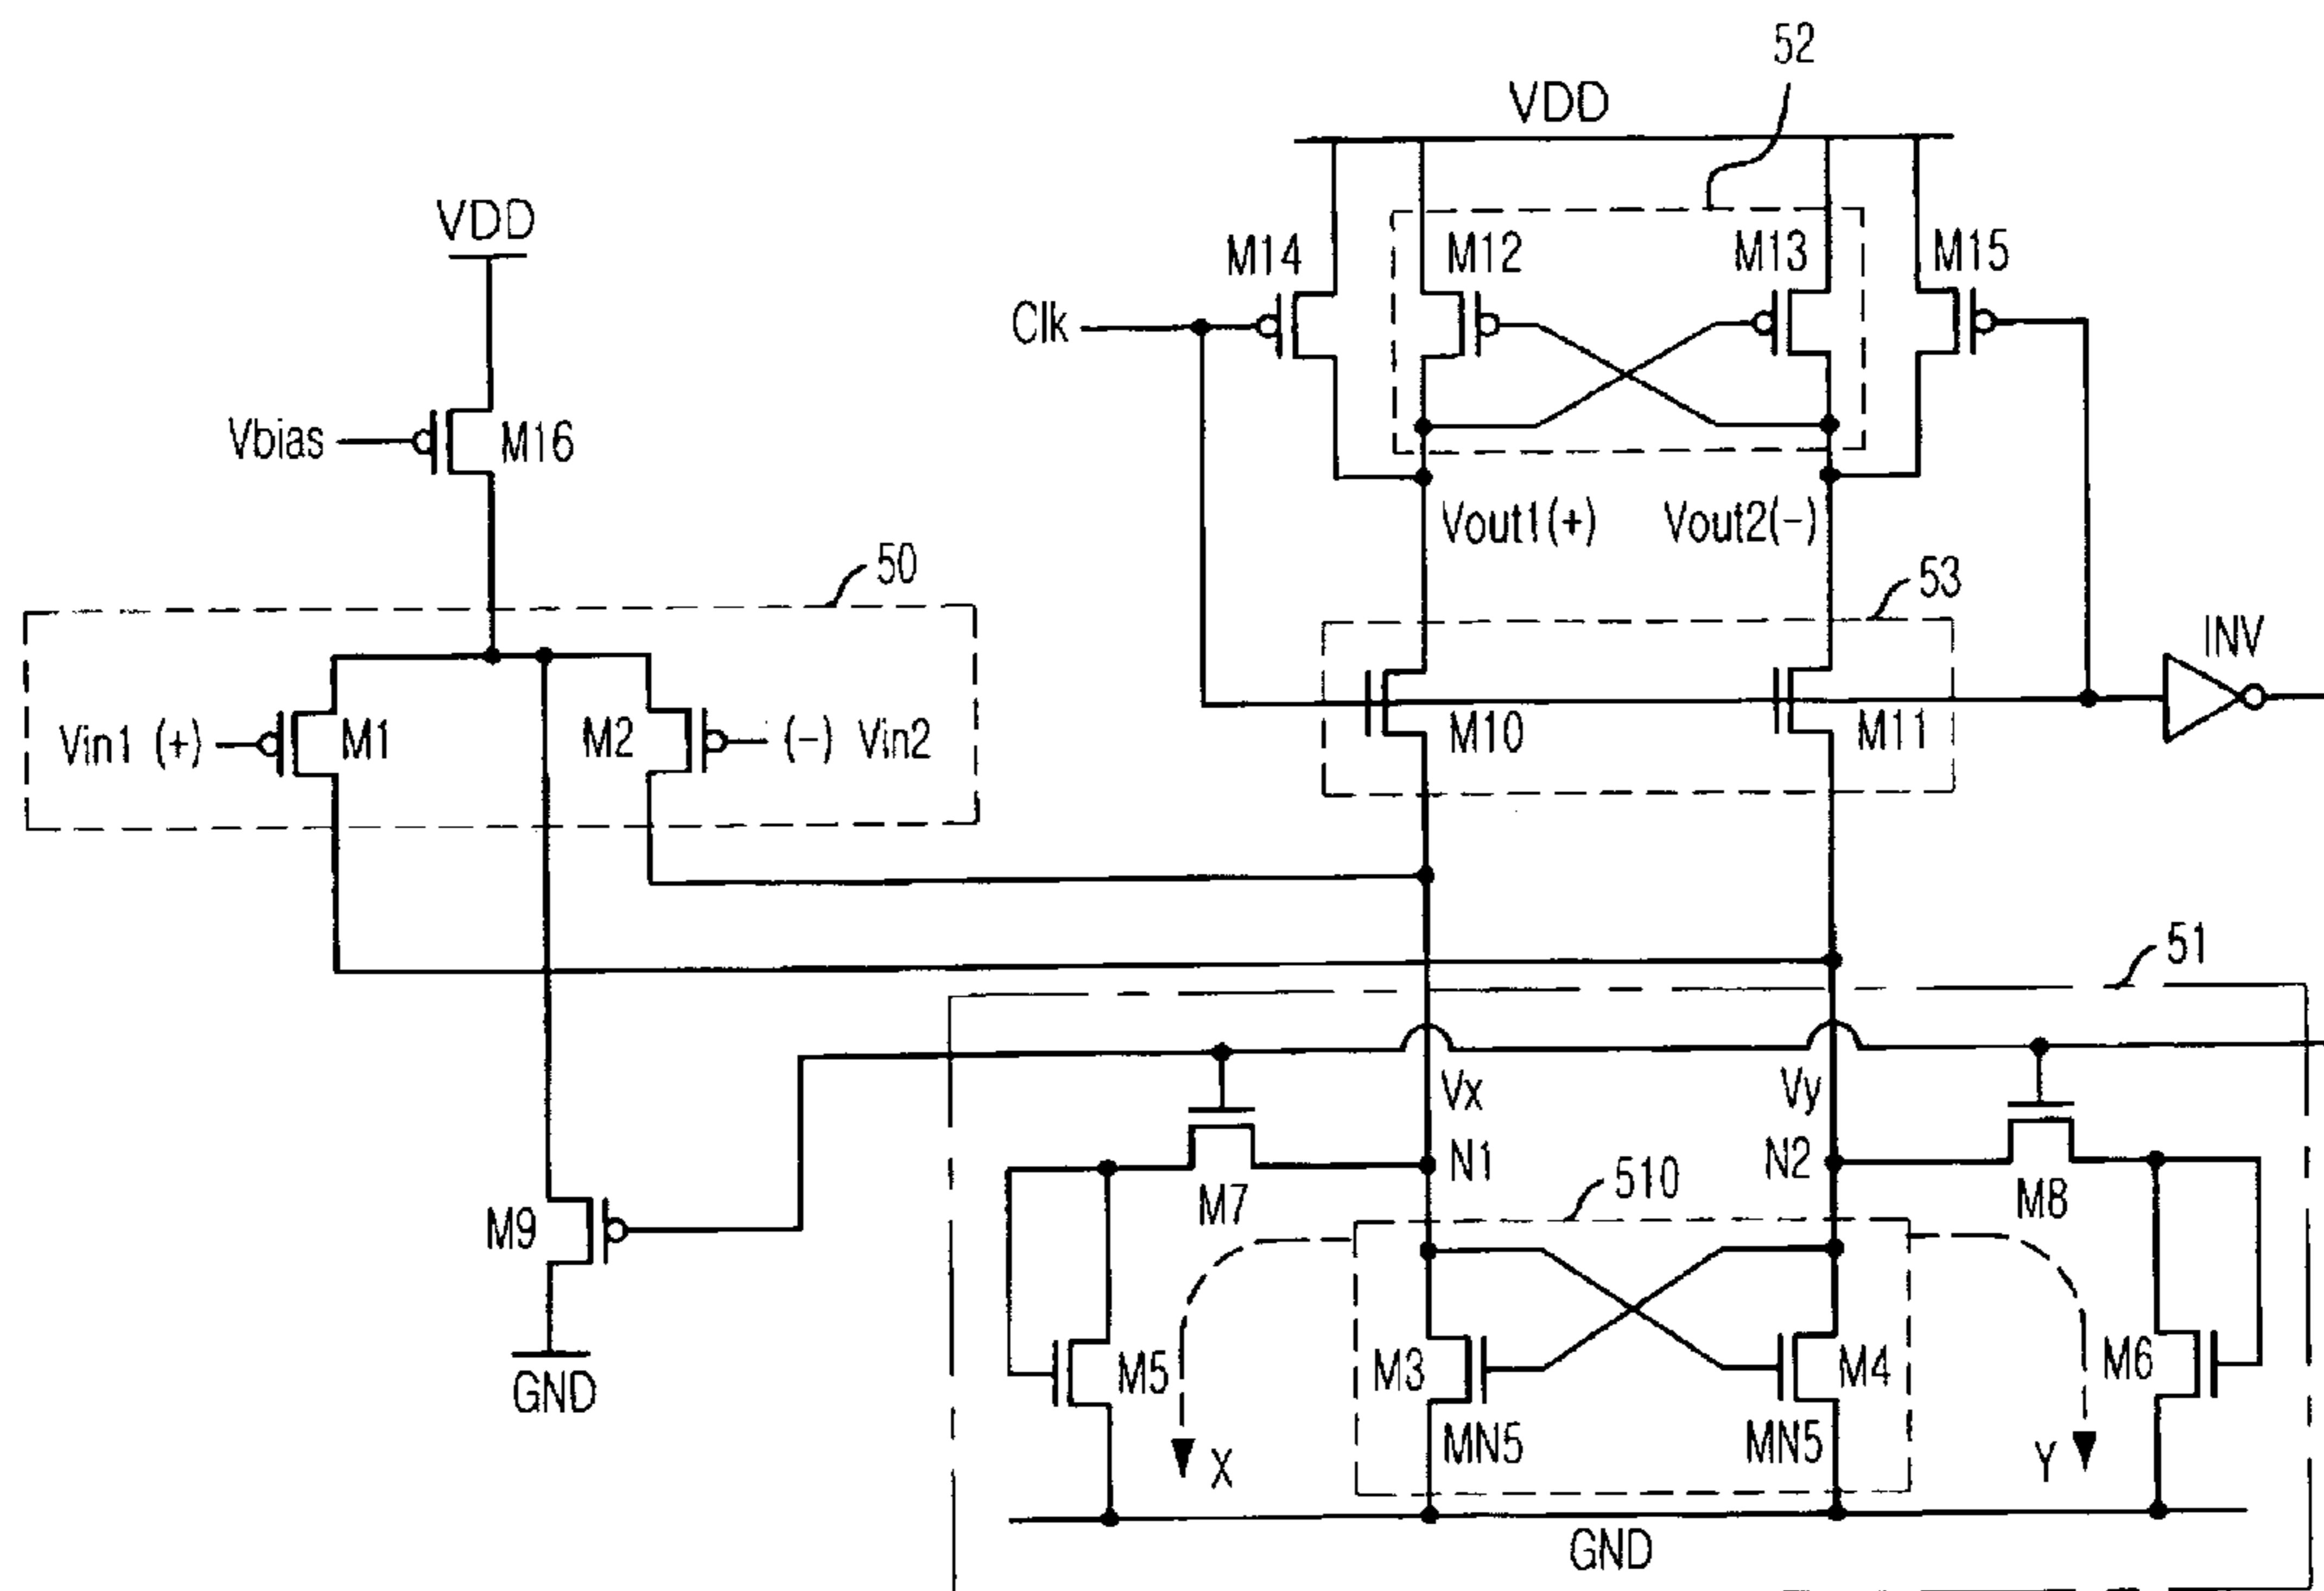 52
VDD
VDD
M14
M12
M13
M15
Clk
Vbias
M16
Vout1(+)
Vout2(-)
50
53
INV
Vin1 (+)
M1
M2
(-) Vin2
M10
M11
51
Vx
Vy
N1
N2
510
M7
M8
M9
M5
M3
M4
M6
GND
MN5
MN5
X
Y
GND